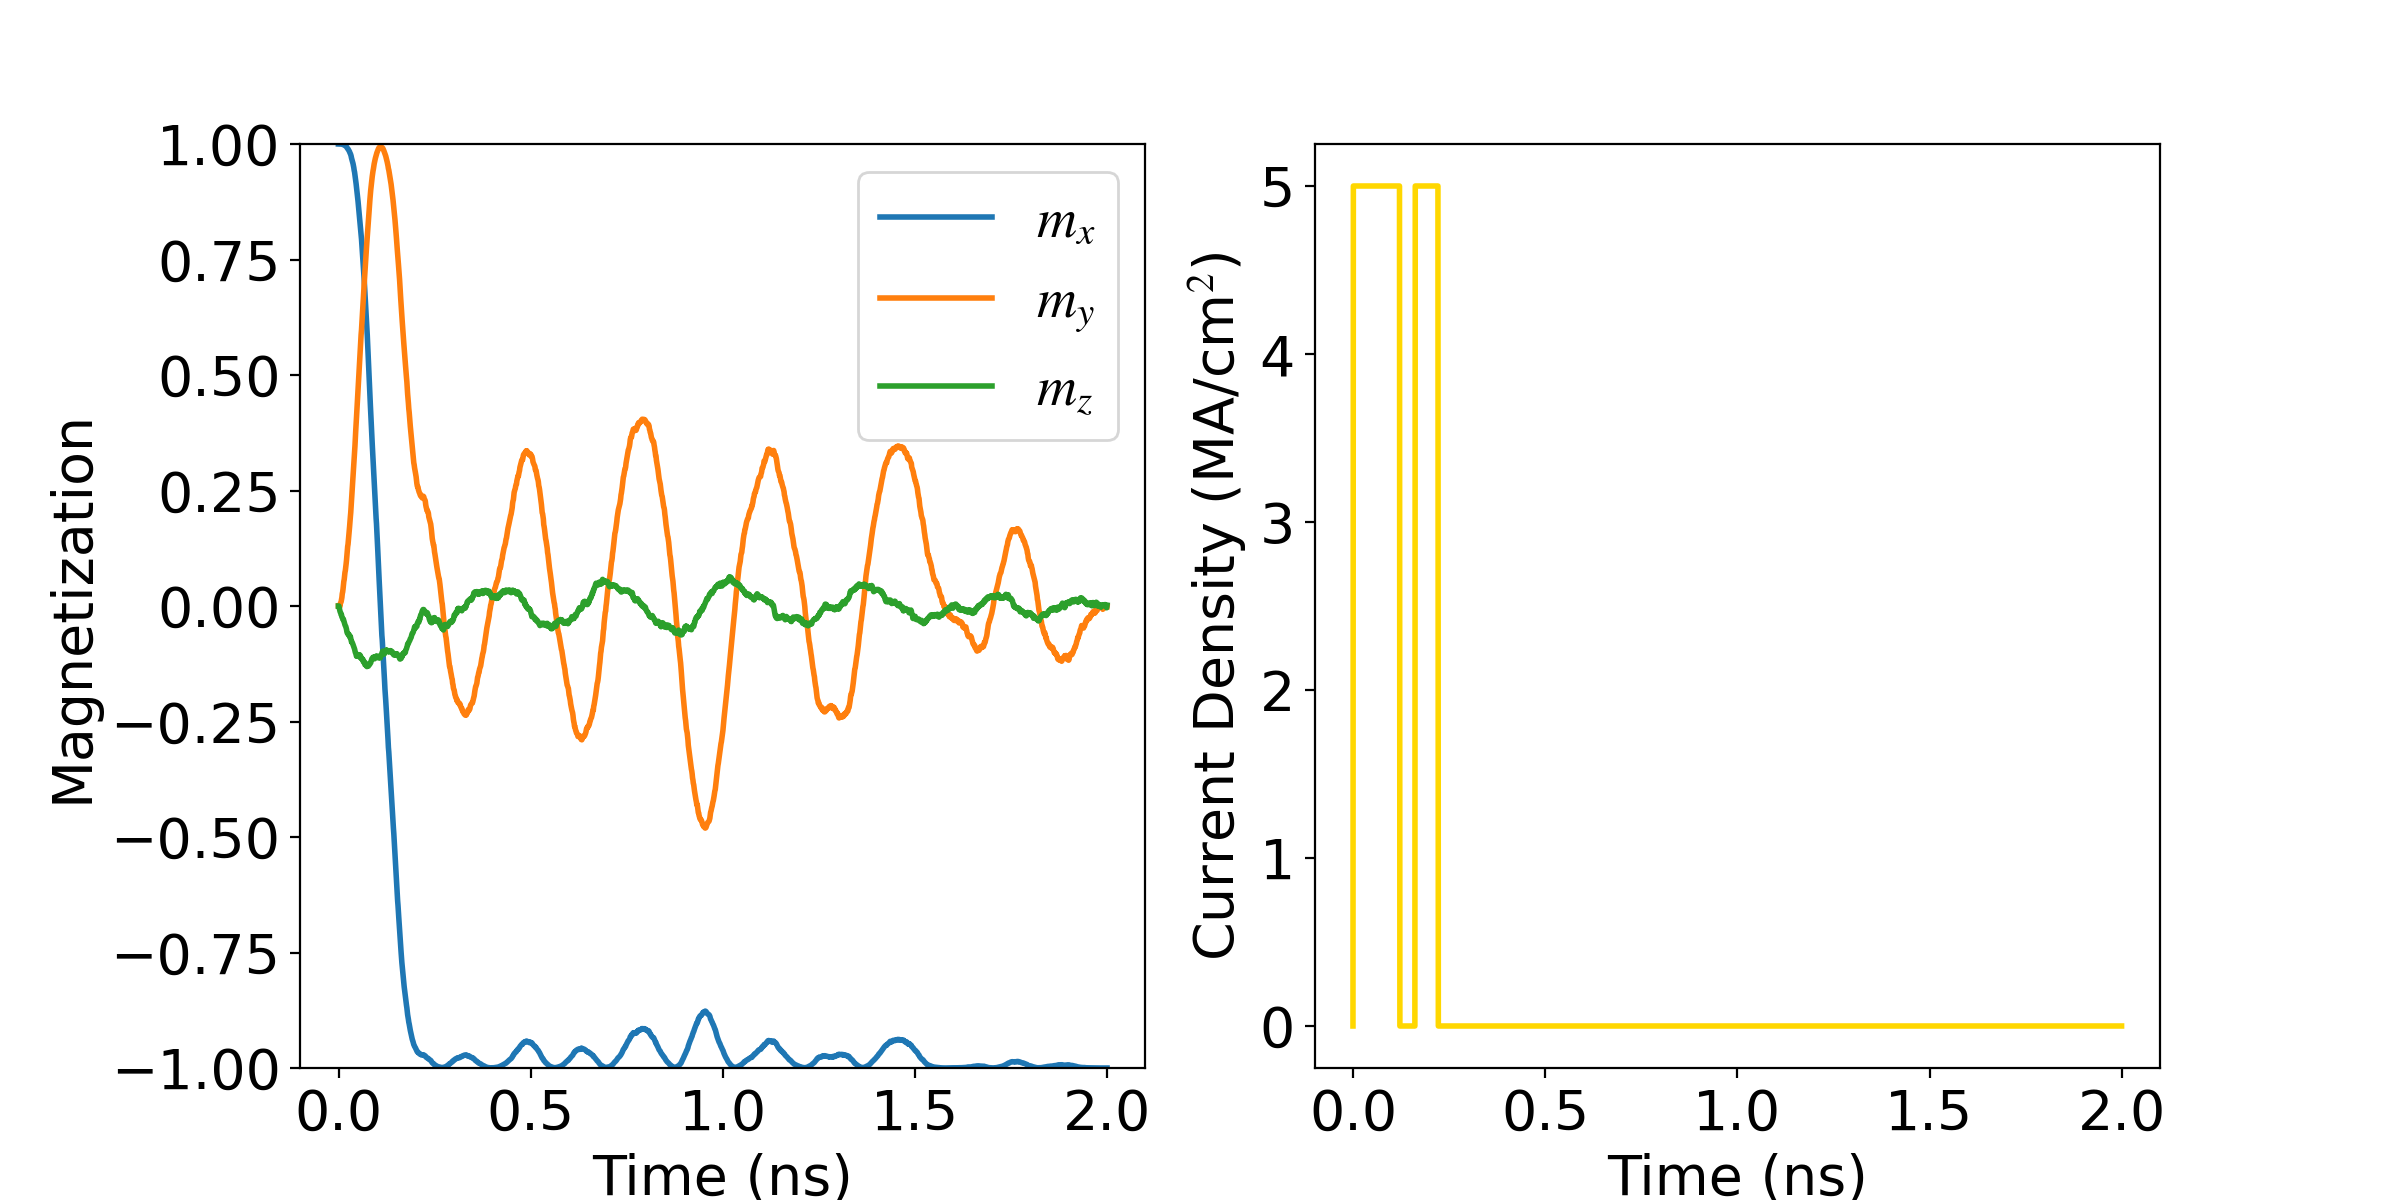 1.00
0.75
0.50
0.25
0.00
−0.25
−0.50
−0.75
−1.00
Magnetization
0.0 0.5 1.0 1.5 2.0
Time (ns)
m_x
m_y
m_z
5
4
3
2
1
0
Current Density (MA/cm²)
0.0 0.5 1.0 1.5 2.0
Time (ns)